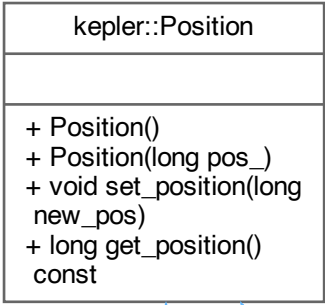 kepler::Position
+ Position()
+ Position(long pos_)
+ void set_position(long
new_pos)
+ long get_position()
const